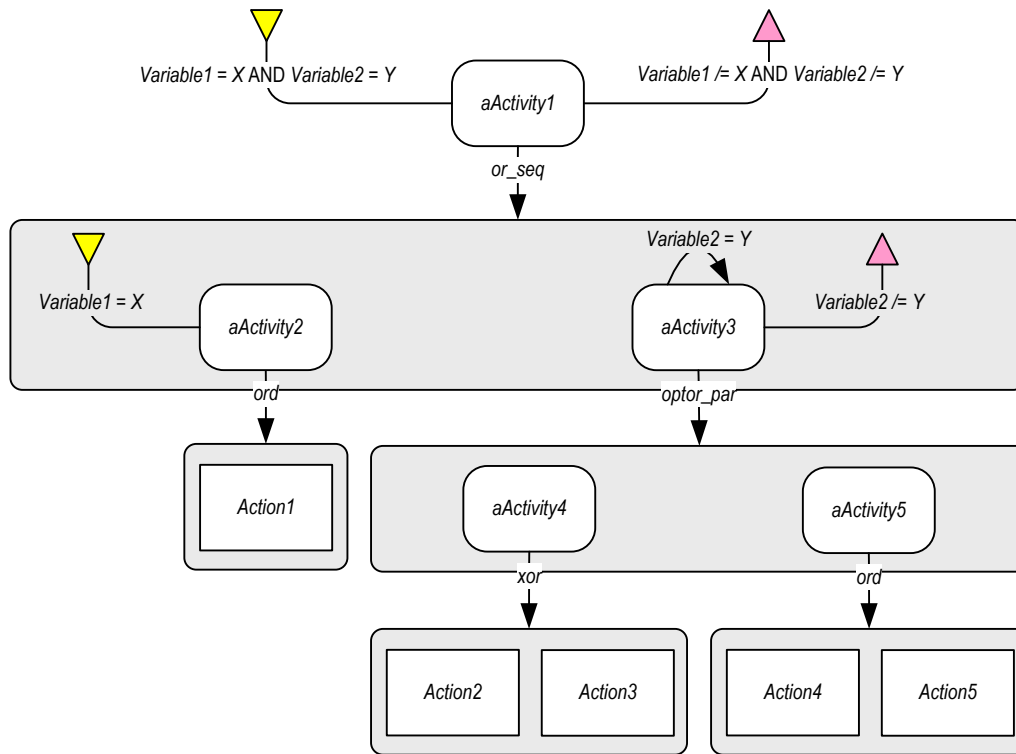 Variable1 = X AND Variable2 = Y
Variable1 /= X AND Variable2 /= Y
aActivity1
or_seq
Variable2 = Y
Variable1 = X
Variable2 /= Y
aActivity2
aActivity3
ord
optor_par
Action1
aActivity4
aActivity5
xor
ord
Action2
Action3
Action4
Action5